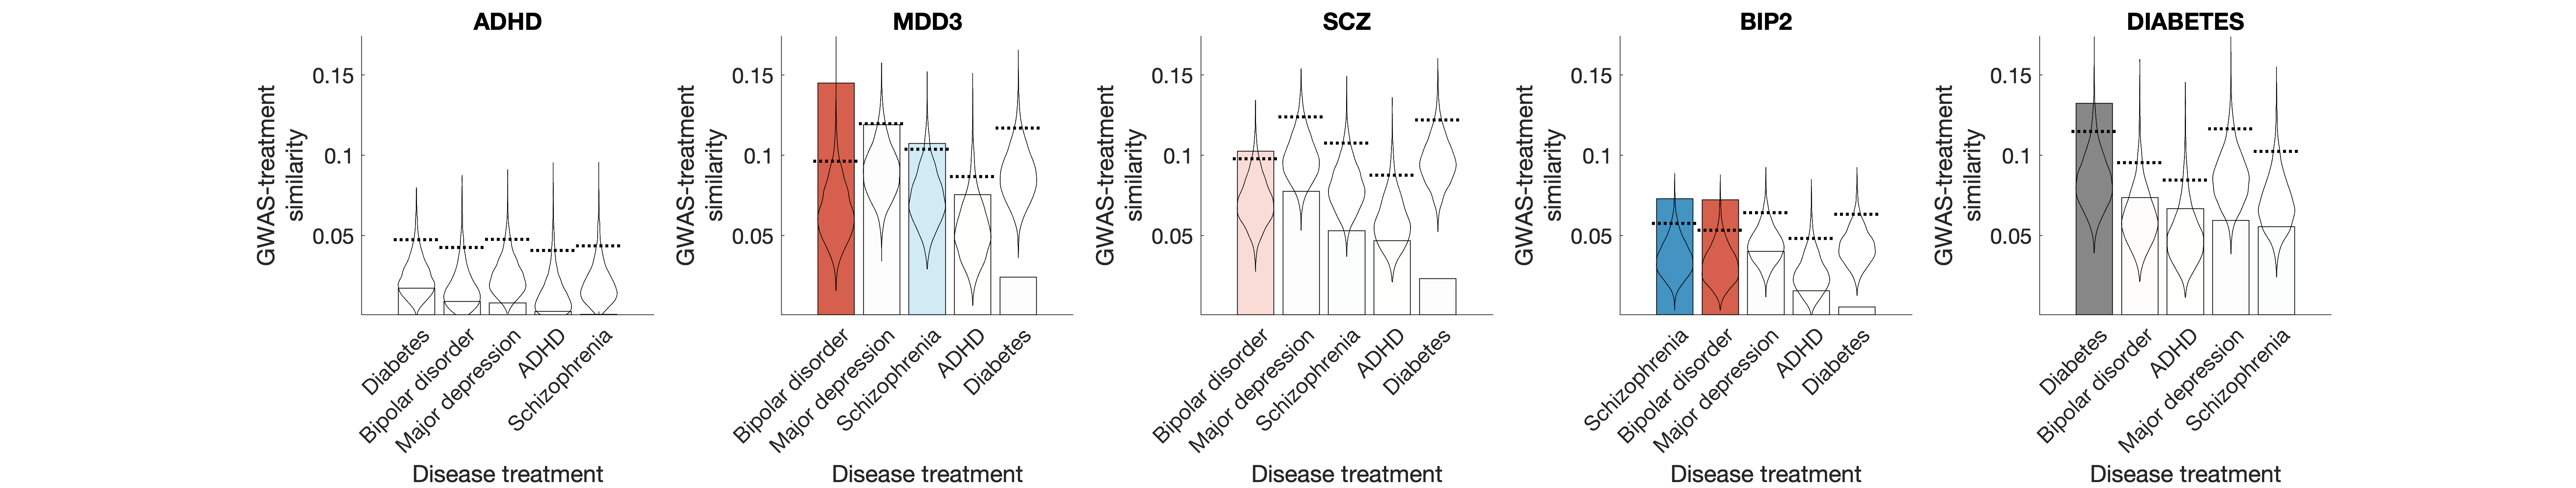 ADHD
GWAS-treatment
similarity
0.15
0.1
0.05
Diabetes
Bipolar disorder
Major depression
ADHD
Schizophrenia
Disease treatment
MDD3
GWAS-treatment
similarity
0.15
0.1
0.05
Bipolar disorder
Major depression
Schizophrenia
ADHD
Diabetes
Disease treatment
SCZ
GWAS-treatment
similarity
0.15
0.1
0.05
Bipolar disorder
Major depression
Schizophrenia
ADHD
Diabetes
Disease treatment
BIP2
GWAS-treatment
similarity
0.15
0.1
0.05
Schizophrenia
Bipolar disorder
Major depression
ADHD
Diabetes
Disease treatment
DIABETES
GWAS-treatment
similarity
0.15
0.1
0.05
Diabetes
Bipolar disorder
ADHD
Major depression
Schizophrenia
Disease treatment